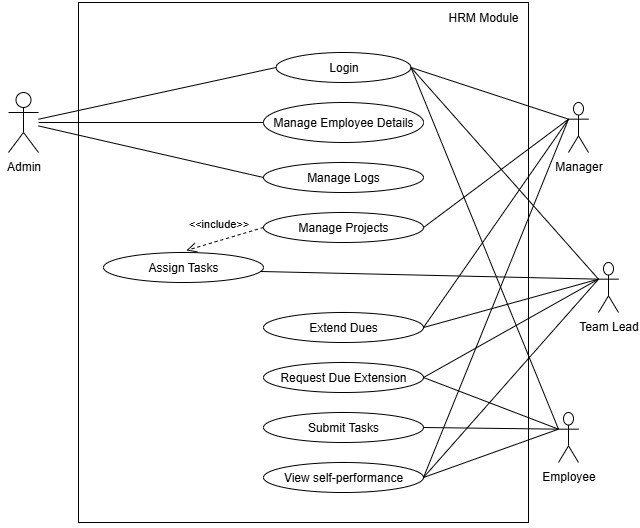 HRM Module
Login
Admin
Manage Employee Details
Manager
Manage Logs
<<include>>
Manage Projects
Assign Tasks
Team Lead
Extend Dues
Request Due Extension
Submit Tasks
View self-performance
Employee